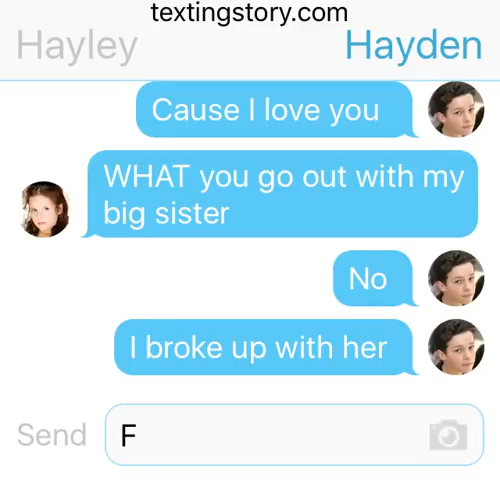 textingstory.com
Hayley Hayden
Cause I love you
WHAT you go out with my
big sister
No
I broke up with her
Send F